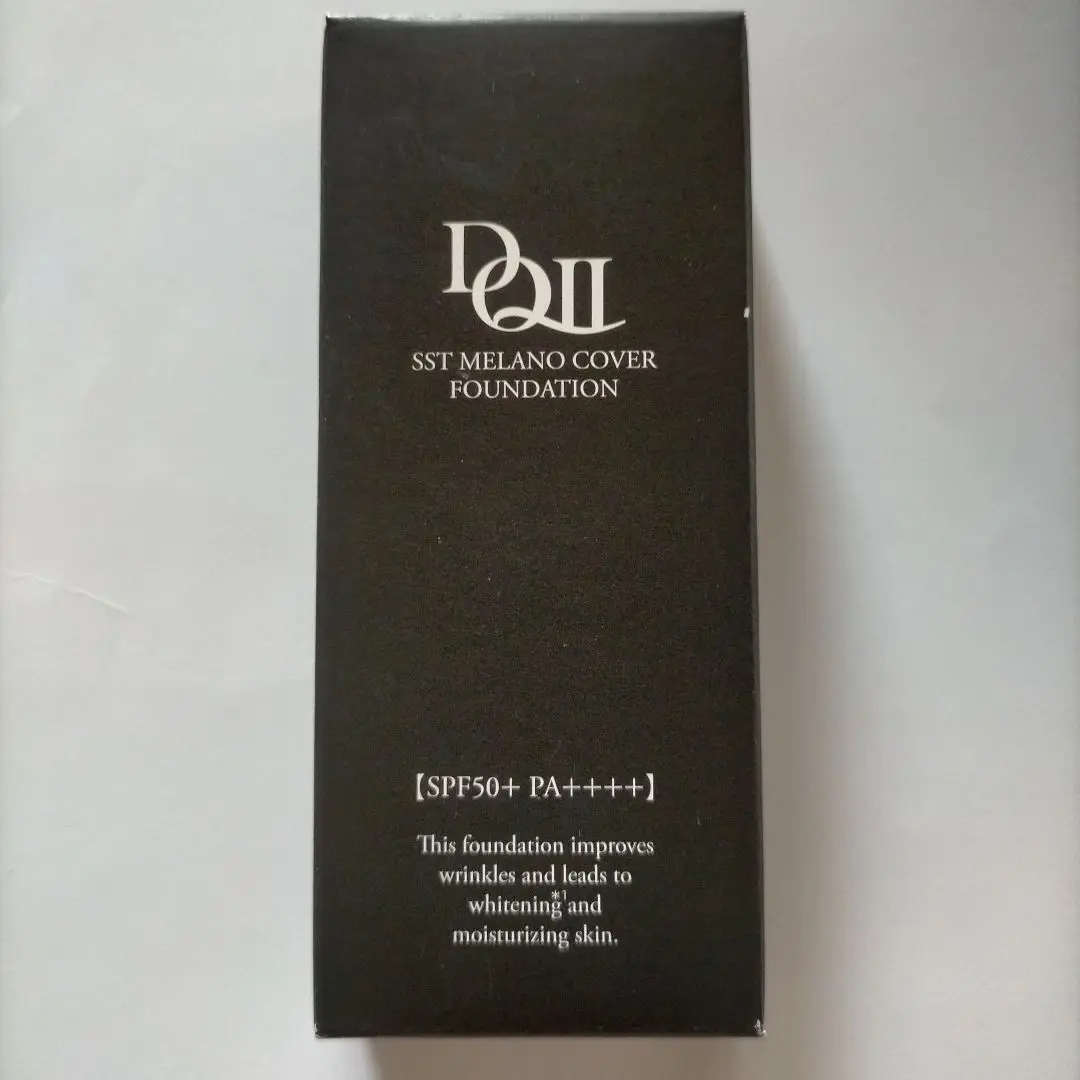 DQII
SST MELANO COVER
FOUNDATION
【SPF50+ PA++++】
This foundation improves
wrinkles and leads to
whitening*1 and
moisturizing skin.